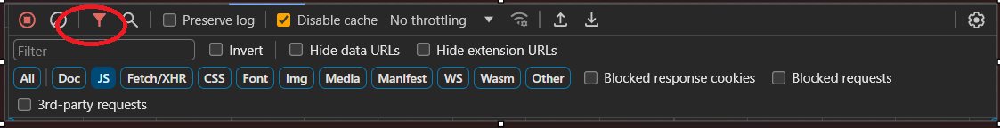 Preserve log Disable cache No throttling
Filter Invert Hide data URLs Hide extension URLs
All Doc JS Fetch/XHR CSS Font Img Media Manifest WS Wasm Other Blocked response cookies Blocked requests
3rd-party requests